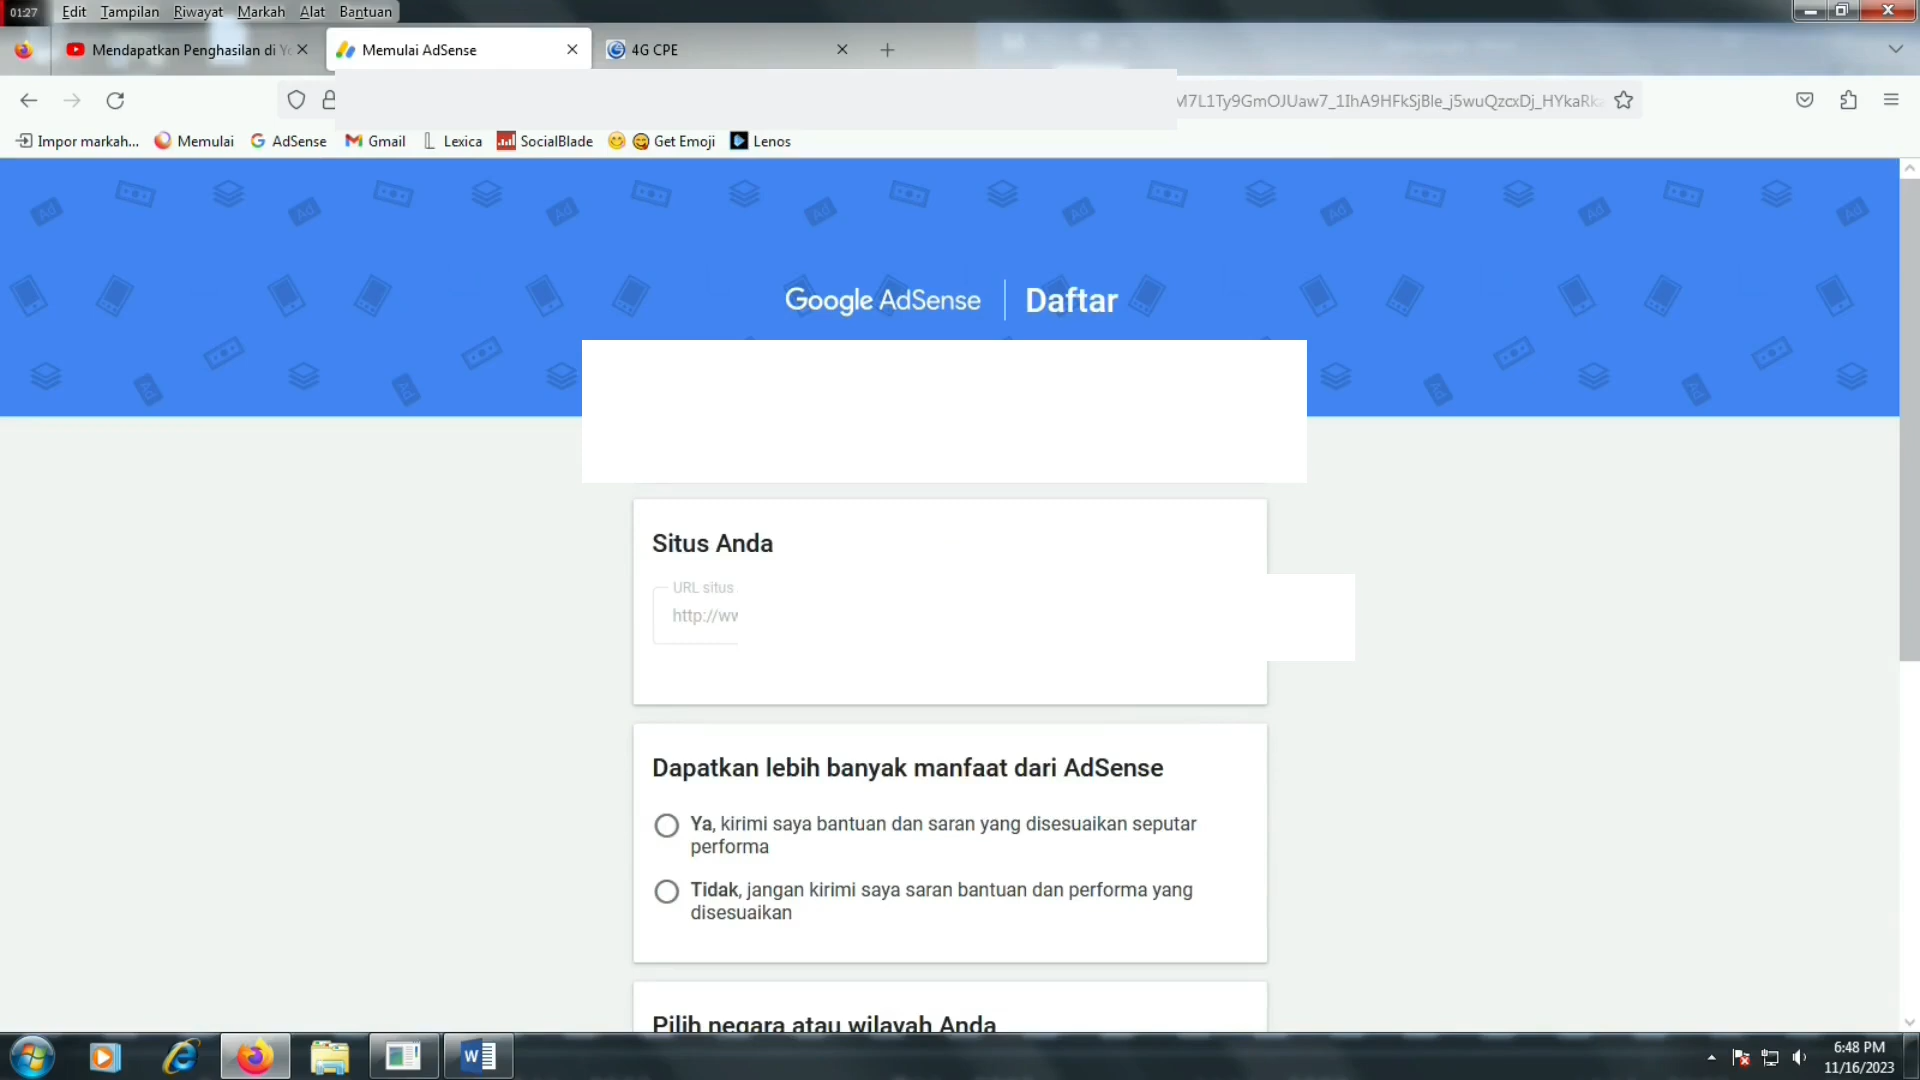 01:27 Edit Tampilan Riwayat Markah Alat Bantuan
Mendapatkan Penghasilan di Memulai AdSense 4G CPE
M7L1Ty9GmOJUaw7_1IhA9HFkSjBle_j5wuQzcxDj_HYkaRk
Impor markah... Memulai AdSense Gmail Lexica SocialBlade Get Emoji Lenos
Google AdSense Daftar
Situs Anda
URL situs
http://ww
Dapatkan lebih banyak manfaat dari AdSense
Ya, kirimi saya bantuan dan saran yang disesuaikan seputar
performa
Tidak, jangan kirimi saya saran bantuan dan performa yang
disesuaikan
Pilih negara atau wilayah Anda
6:48 PM
11/16/2023